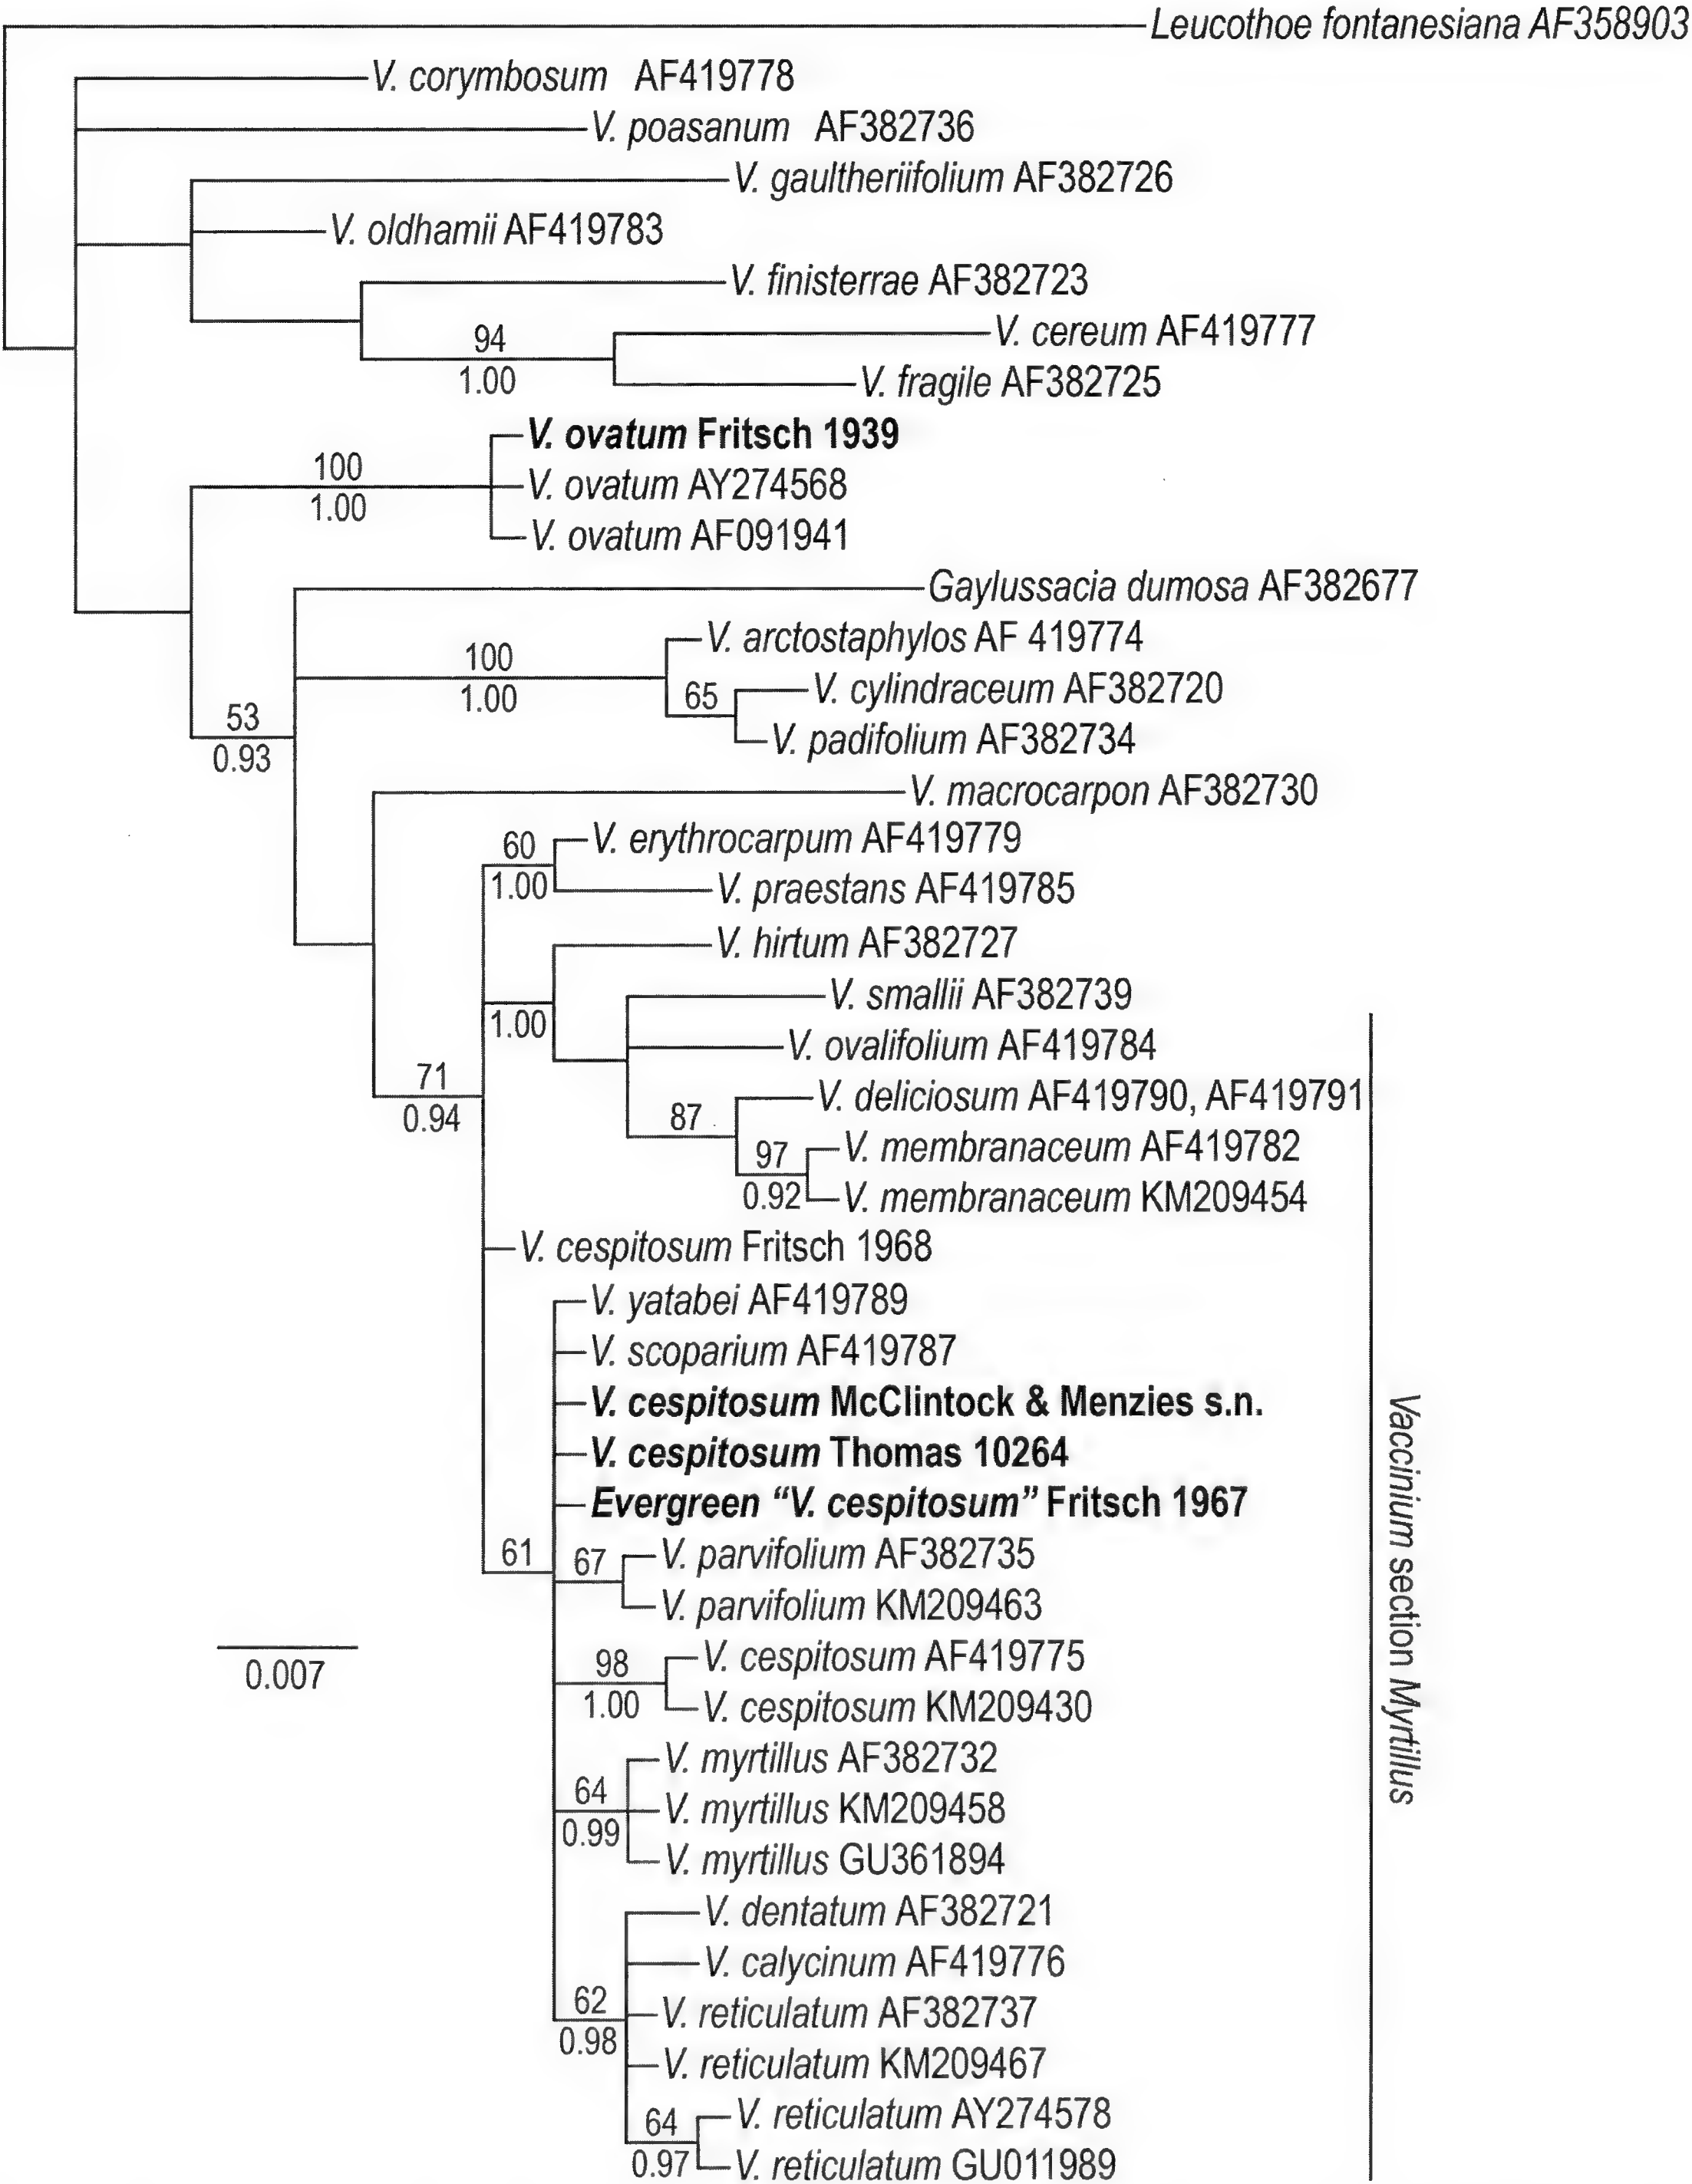 Leucothoe fontanesiana AF358903
V. corymbosum AF419778
V. poasanum AF382736
V. gaultheriifolium AF382726
V. oldhamii AF419783
V. finisterrae AF382723
94
V. cereum AF419777
1.00
V. fragile AF382725
V. ovatum Fritsch 1939
100
V. ovatum AY274568
1.00
V. ovatum AF091941
Gaylussacia dumosa AF382677
V. arctostaphylos AF 419774
100
1.00
65
V. cylindraceum AF382720
53
V. padifolium AF382734
0.93
V. macrocarpon AF382730
60
V. erythrocarpum AF419779
1.00
V. praestans AF419785
V. hirtum AF382727
V. smallii AF382739
1.00
V. ovalifolium AF419784
71
V. deliciosum AF419790, AF419791
0.94
87
97
V. membranaceum AF419782
0.92
V. membranaceum KM209454
V. cespitosum Fritsch 1968
V. yatabei AF419789
V. scoparium AF419787
V. cespitosum McClintock & Menzies s.n.
V. cespitosum Thomas 10264
Evergreen “V. cespitosum” Fritsch 1967
61
67
V. parvifolium AF382735
V. parvifolium KM209463
98
V. cespitosum AF419775
1.00
V. cespitosum KM209430
0.007
V. myrtillus AF382732
64
V. myrtillus KM209458
0.99
V. myrtillus GU361894
V. dentatum AF382721
V. calycinum AF419776
62
V. reticulatum AF382737
0.98
V. reticulatum KM209467
64
V. reticulatum AY274578
0.97
V. reticulatum GU011989
Vaccinium section Myrtillus